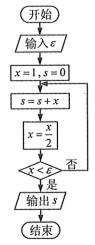 开始
输入ε
x=1,s=0
s=s+x
x=x/2
x<ε
否
是
输出s
结束